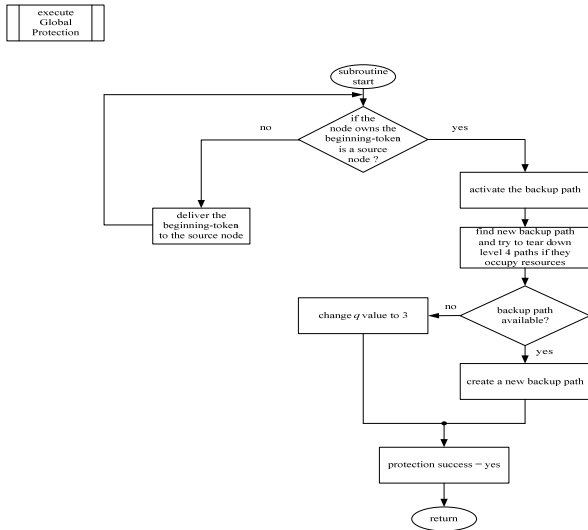 execute
Global
Protection
subroutine
start
if the
node owns the
beginning-token
is a source
node ?
no
yes
deliver the
beginning-token
to the source node
activate the backup path
find new backup path
and try to tear down
level 4 paths if they
occupy resources
backup path
available?
no
change q value to 3
yes
create a new backup path
protection success = yes
return